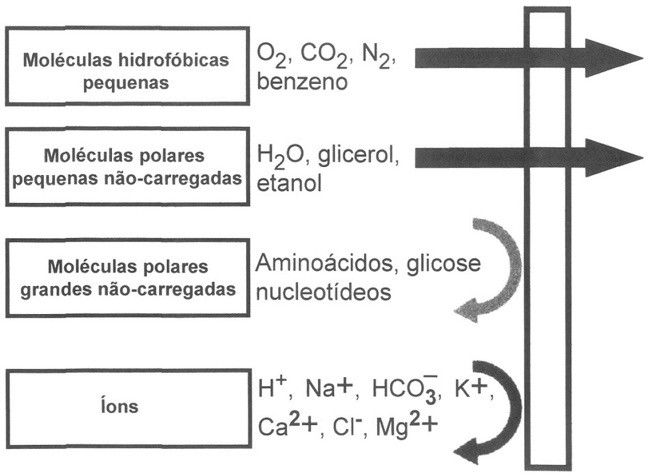 Moléculas hidrofóbicas
pequenas
O2, CO2, N2,
benzeno
Moléculas polares
pequenas não-carregadas
H2O, glicerol,
etanol
Moléculas polares
grandes não-carregadas
Aminoácidos, glicose
nucleotídeos
Íons
H+, Na+, HCO3−, K+,
Ca2+, Cl-, Mg2+